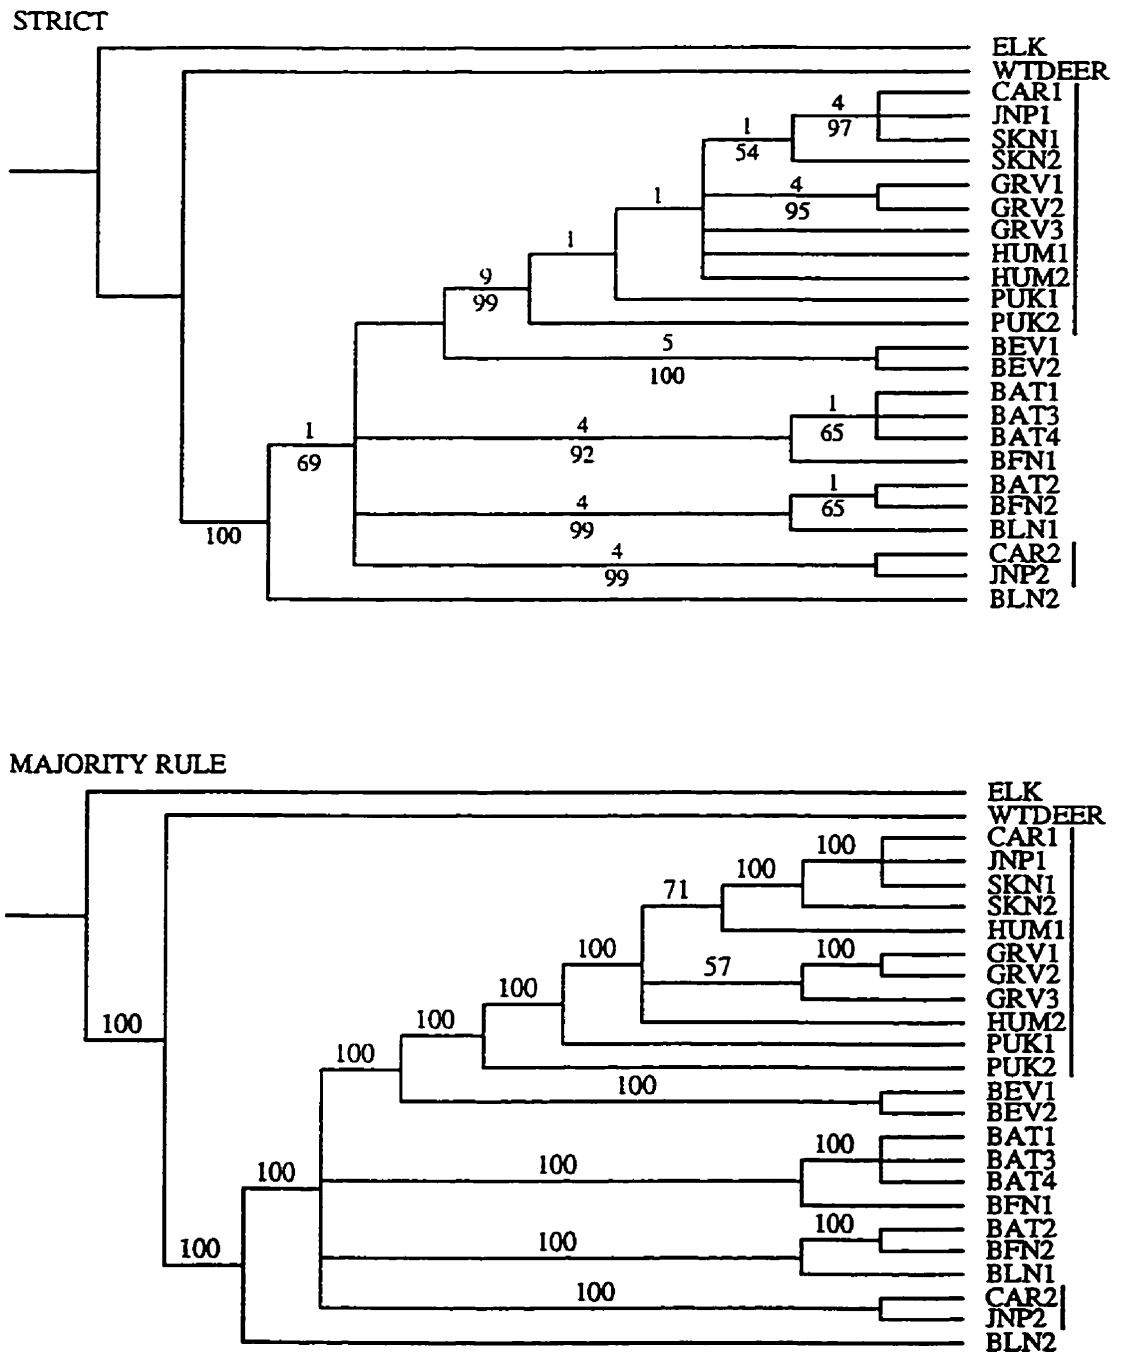 STRICT
ELK
WTDEER
CAR1
4
JNP1
97
1
SKN1
54
SKN2
4
GRV1
95
1
GRV2
GRV3
1
HUM1
9
HUM2
99
PUK1
PUK2
5
BEV1
100
BEV2
BAT1
1
BAT3
1
4
65
BAT4
69
92
BFN1
1
BAT2
4
65
BFN2
100
99
BLN1
4
CAR2
99
JNP2
BLN2
MAJORITY RULE
ELK
WTDEER
CAR1
100
JNP1
100
SKN1
71
SKN2
HUM1
100
100
GRV1
57
GRV2
100
GRV3
100
100
HUM2
100
PUK1
PUK2
100
BEV1
BEV2
100
BAT1
100
100
BAT3
BAT4
BFN1
100
100
100
BAT2
BFN2
BLN1
100
CAR2
JNP2
BLN2